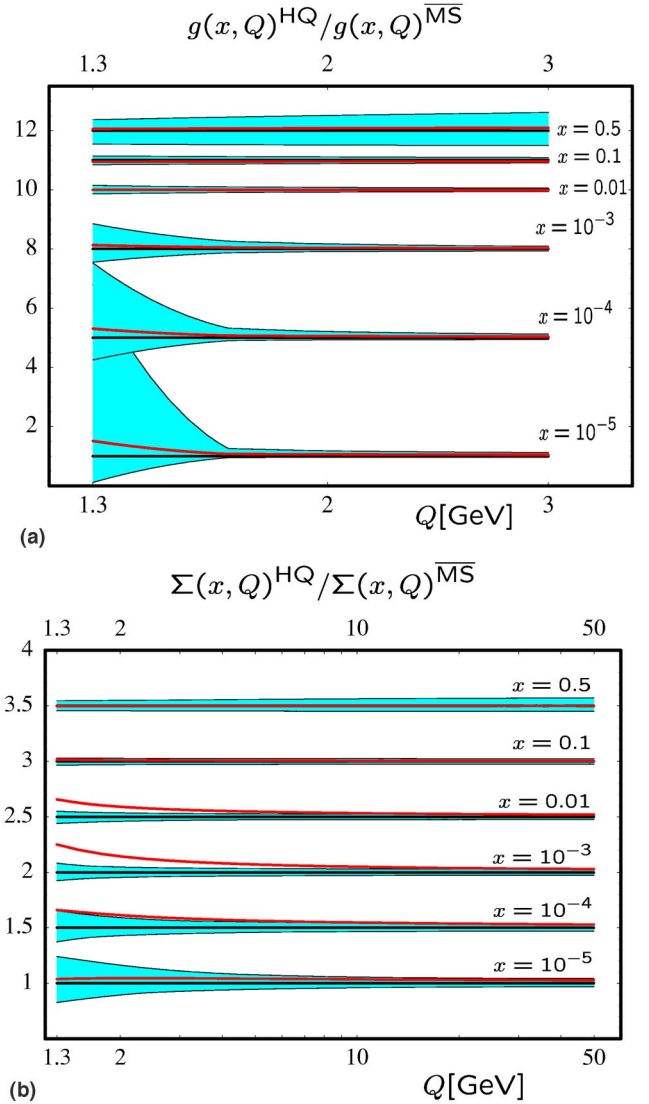 g(x, Q)^HQ/g(x, Q)^M̅S̅
1.3 2 3
12
x = 0.5
x = 0.1
10
x = 0.01
x = 10^-3
8
6
x = 10^-4
4
2
x = 10^-5
1.3 2 3
Q[GeV]
(a)
Σ(x, Q)^HQ/Σ(x, Q)^M̅S̅
1.3 2 10 50
4
x = 0.5
3.5
x = 0.1
3
x = 0.01
2.5
x = 10^-3
2
x = 10^-4
1.5
x = 10^-5
1
1.3 2 10 50
Q[GeV]
(b)